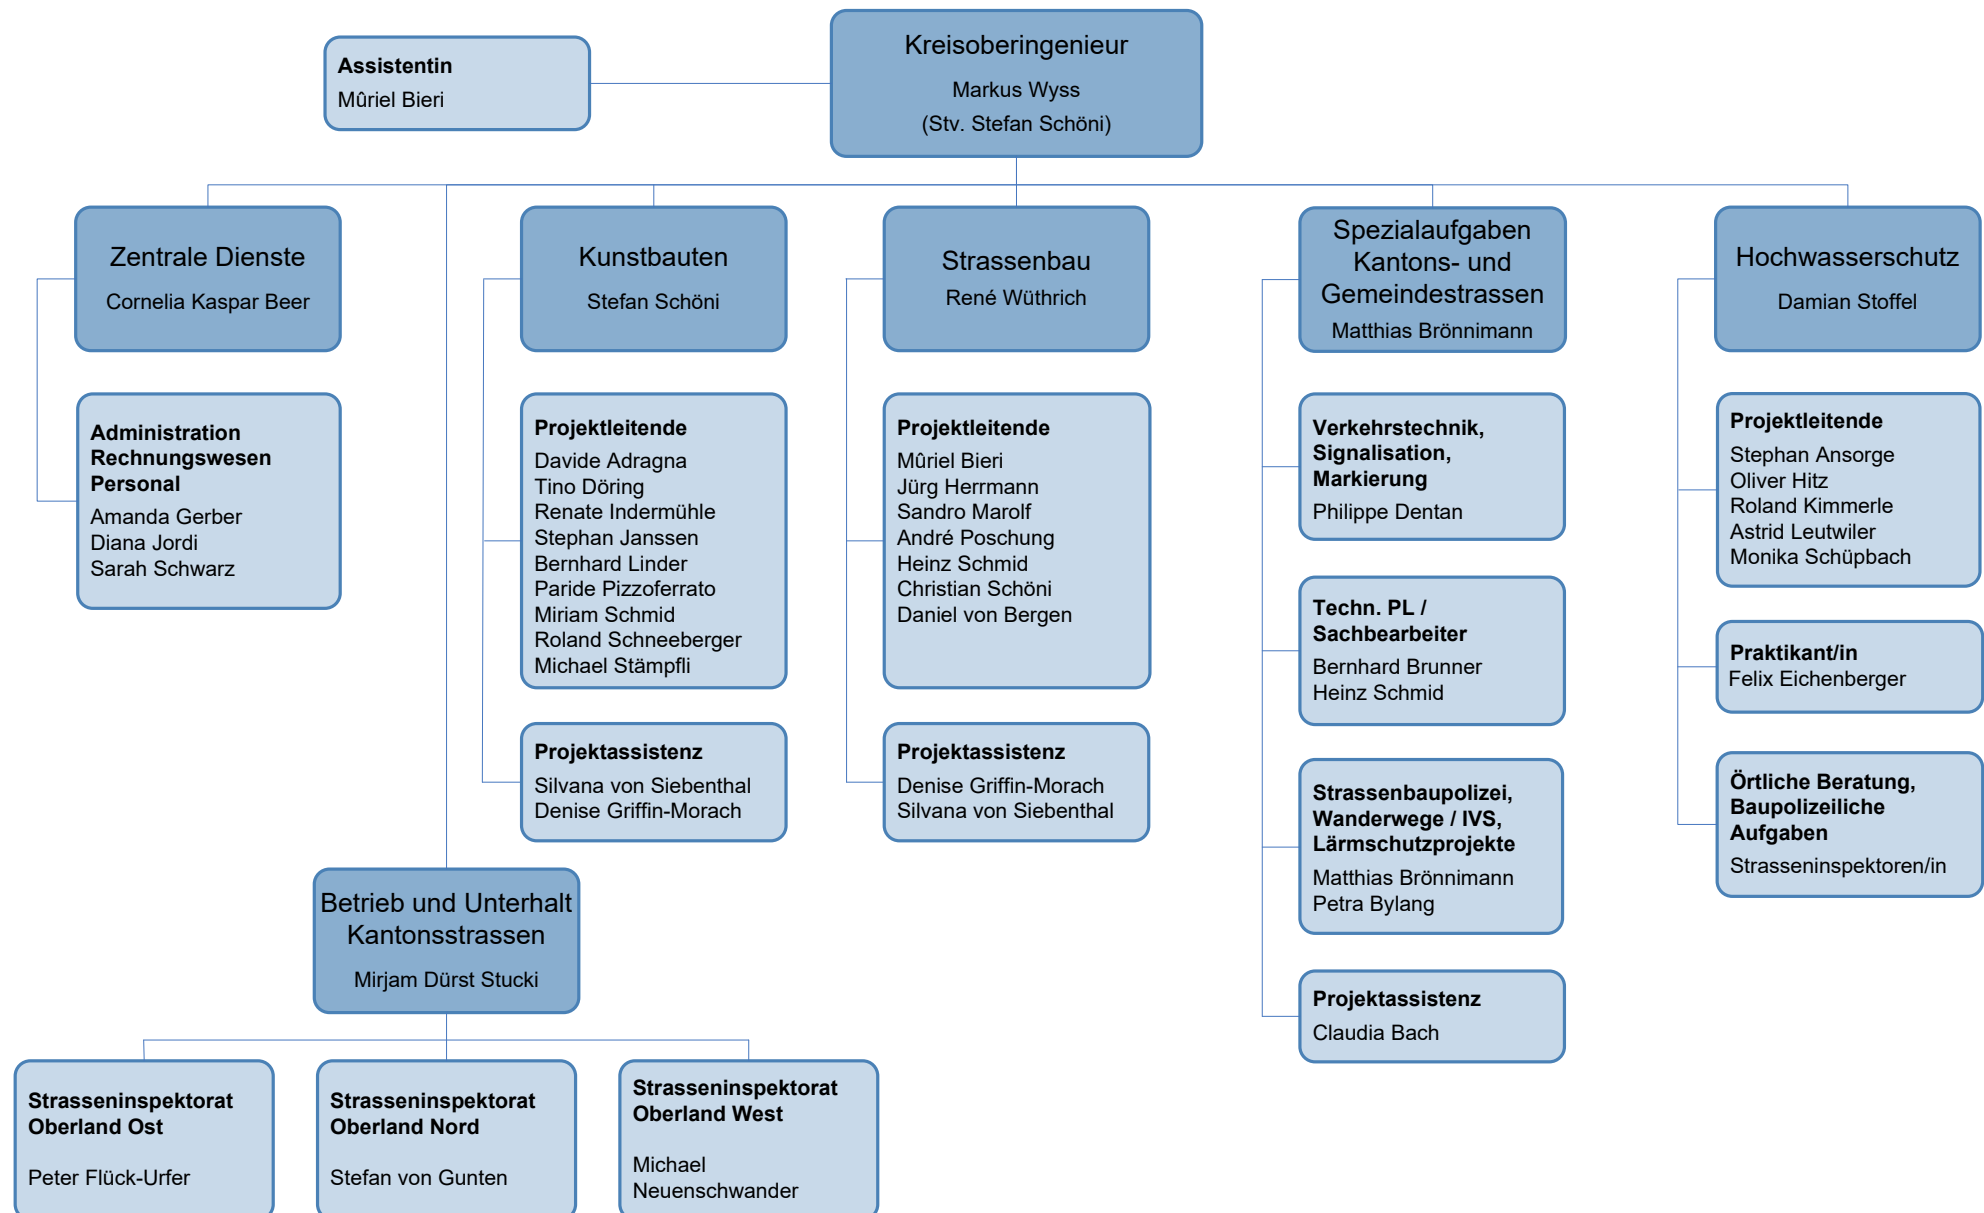 Assistentin
Mûriel Bieri
Kreisoberingenieur
Markus Wyss
(Stv. Stefan Schöni)
Zentrale Dienste
Cornelia Kaspar Beer
Administration
Rechnungswesen
Personal
Amanda Gerber
Diana Jordi
Sarah Schwarz
Kunstbauten
Stefan Schöni
Projektleitende
Davide Adragna
Tino Döring
Renate Indermühle
Stephan Janssen
Bernhard Linder
Paride Pizzoferrato
Miriam Schmid
Roland Schneeberger
Michael Stämpfli
Projektassistenz
Silvana von Siebenthal
Denise Griffin-Morach
Strassenbau
René Wüthrich
Projektleitende
Mûriel Bieri
Jürg Herrmann
Sandro Marolf
André Poschung
Heinz Schmid
Christian Schöni
Daniel von Bergen
Projektassistenz
Denise Griffin-Morach
Silvana von Siebenthal
Spezialaufgaben
Kantons- und
Gemeindestrassen
Matthias Brönnimann
Verkehrstechnik,
Signalisation,
Markierung
Philippe Dentan
Techn. PL /
Sachbearbeiter
Bernhard Brunner
Heinz Schmid
Strassenbaupolizei,
Wanderwege / IVS,
Lärmschutzprojekte
Matthias Brönnimann
Petra Bylang
Projektassistenz
Claudia Bach
Hochwasserschutz
Damian Stoffel
Projektleitende
Stephan Ansorge
Oliver Hitz
Roland Kimmerle
Astrid Leutwiler
Monika Schüpbach
Praktikant/in
Felix Eichenberger
Örtliche Beratung,
Baupolizeiliche
Aufgaben
Strasseninspektoren/in
Betrieb und Unterhalt
Kantonsstrassen
Mirjam Dürst Stucki
Strasseninspektorat
Oberland Ost
Peter Flück-Urfer
Strasseninspektorat
Oberland Nord
Stefan von Gunten
Strasseninspektorat
Oberland West
Michael
Neuenschwander